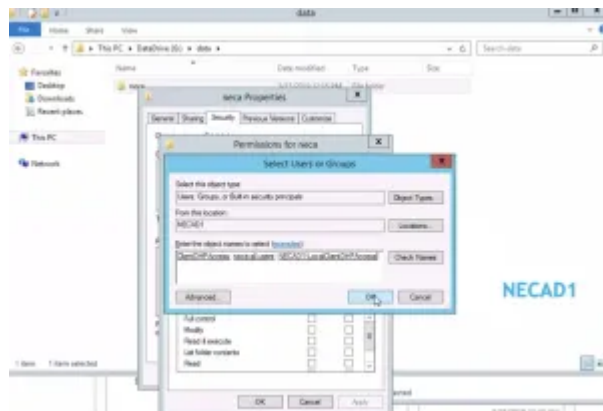 data
File Home Share View
This PC ▸ DataDrive (G:) ▸ data ▸
Search data
Favorites
Desktop
Downloads
Recent places
This PC
Network
Name Date modified Type Size
neca
neca Properties
General Sharing Security Previous Versions Customize
Permissions for neca
Select Users or Groups
Select this object type:
Users, Groups, or Built-in security principals
Object Types...
From this location:
NECAD1
Locations...
Enter the object names to select (examples):
Check Names
Advanced...
OK
Cancel
Full control
Modify
Read & execute
List folder contents
Read
OK Cancel Apply
1 item 1 item selected
NECAD1